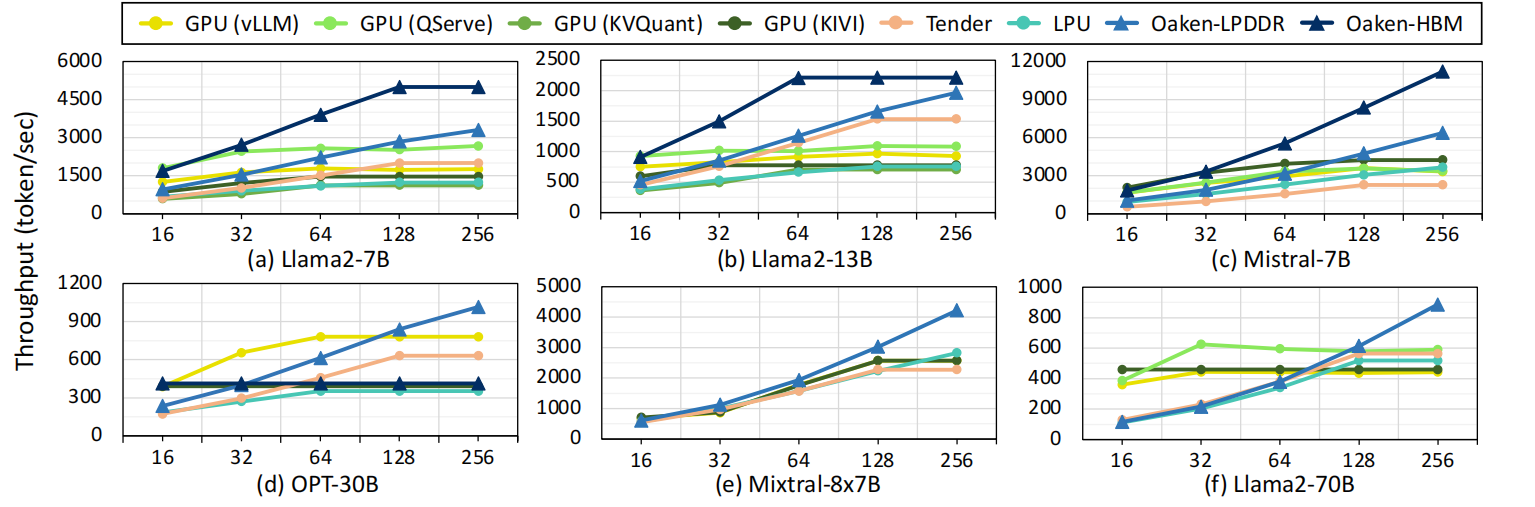 GPU (vLLM) GPU (QServe) GPU (KVQuant) GPU (KIVI) Tender LPU Oaken-LPDDR Oaken-HBM
Throughput (token/sec)
6000
4500
3000
1500
0
16 32 64 128 256
(a) Llama2-7B
2500
2000
1500
1000
500
0
16 32 64 128 256
(b) Llama2-13B
12000
9000
6000
3000
0
16 32 64 128 256
(c) Mistral-7B
1200
900
600
300
0
16 32 64 128 256
(d) OPT-30B
5000
4000
3000
2000
1000
0
16 32 64 128 256
(e) Mixtral-8x7B
1000
800
600
400
200
0
16 32 64 128 256
(f) Llama2-70B